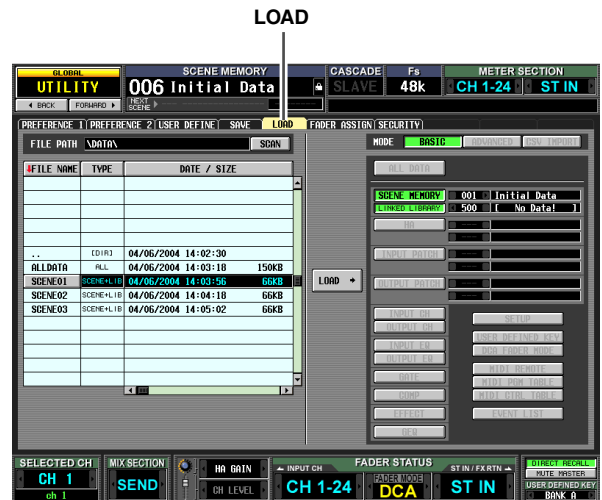 LOAD
GLOBAL
UTILITY
SCENE MEMORY
006 Initial Data
CASCADE
SLAVE
Fs
48k
METER SECTION
CH 1-24
ST IN
BACK
FORWARD
NEXT SCENE
PREFERENCE 1
PREFERENCE 2
USER DEFINE
SAVE
LOAD
FADER ASSIGN
SECURITY
FILE PATH
\DATA\
SCAN
MODE
BASIC
ADVANCED
CSV IMPORT
FILE NAME
TYPE
DATE / SIZE
.. [DIR] 04/06/2004 14:02:30
ALLDATA ALL 04/06/2004 14:03:18 150KB
SCENE01 SCENE+LIB 04/06/2004 14:03:56 66KB
SCENE02 SCENE+LIB 04/06/2004 14:04:18 66KB
SCENE03 SCENE+LIB 04/06/2004 14:05:02 66KB
LOAD
ALL DATA
SCENE MEMORY 001 Initial Data
LINKED LIBRARY 500 [ No Data! ]
HA
INPUT PATCH
OUTPUT PATCH
INPUT CH
OUTPUT CH
INPUT EQ
OUTPUT EQ
GATE
COMP
EFFECT
GEQ
SETUP
USER DEFINED KEY
DCA FADER MODE
MIDI REMOTE
MIDI PGM TABLE
MIDI CTRL TABLE
EVENT LIST
SELECTED CH
CH 1
ch 1
MIX SECTION
SEND
HA GAIN
CH LEVEL
FADER STATUS
INPUT CH
CH 1-24
FADER MODE
DCA
ST IN / FX RTN
ST IN
DIRECT RECALL
MUTE MASTER
USER DEFINED KEY
BANK A